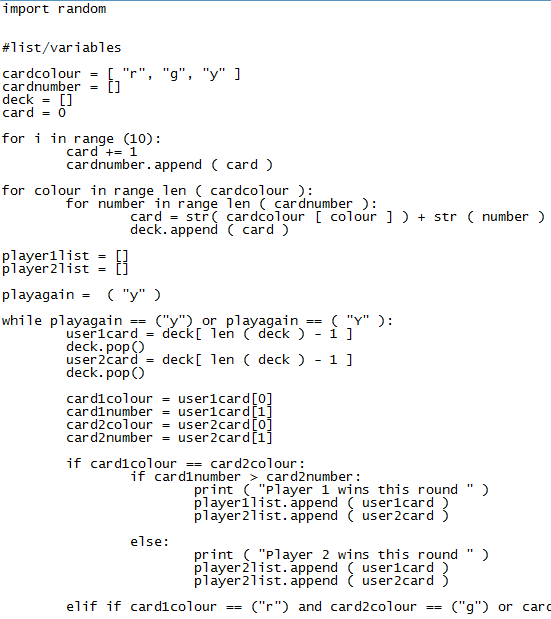 import random
#list/variables
cardcolour = [ "r", "g", "y" ]
cardnumber = []
deck = []
card = 0
for i in range (10):
card += 1
cardnumber.append ( card )
for colour in range len ( cardcolour ):
for number in range len ( cardnumber ):
card = str( cardcolour [ colour ] ) + str ( number )
deck.append ( card )
player1list = []
player2list = []
playagain =  ( "y" )
while playagain == ("y") or playagain == ( "Y" ):
user1card = deck[ len ( deck ) - 1 ]
deck.pop()
user2card = deck[ len ( deck ) - 1 ]
deck.pop()
card1colour = user1card[0]
card1number = user1card[1]
card2colour = user2card[0]
card2number = user2card[1]
if card1colour == card2colour:
if card1number > card2number:
print ( "Player 1 wins this round " )
player1list.append ( user1card )
player2list.append ( user2card )
else:
print ( "Player 2 wins this round " )
player2list.append ( user1card )
player2list.append ( user2card )
elif if card1colour == ("r") and card2colour == ("g") or card